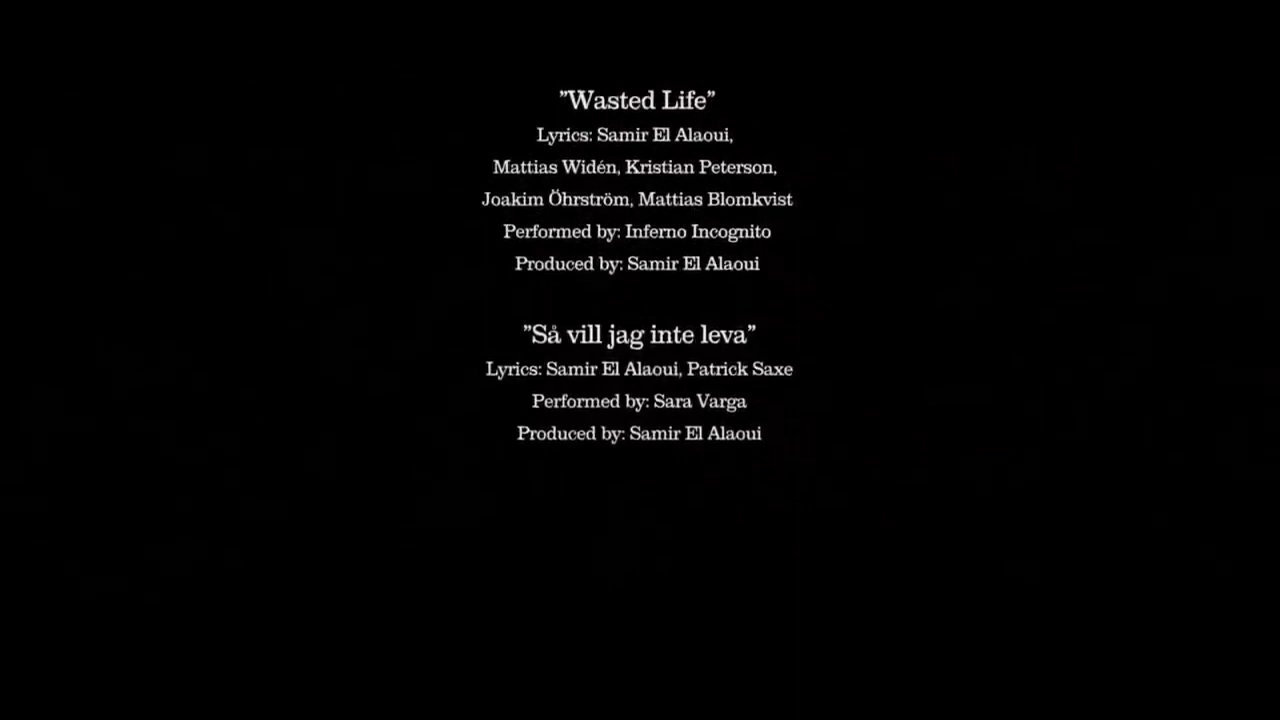 ”Wasted Life”
Lyrics: Samir El Alaoui,
Mattias Widén, Kristian Peterson,
Joakim Öhrström, Mattias Blomkvist
Performed by: Inferno Incognito
Produced by: Samir El Alaoui
”Så vill jag inte leva”
Lyrics: Samir El Alaoui, Patrick Saxe
Performed by: Sara Varga
Produced by: Samir El Alaoui